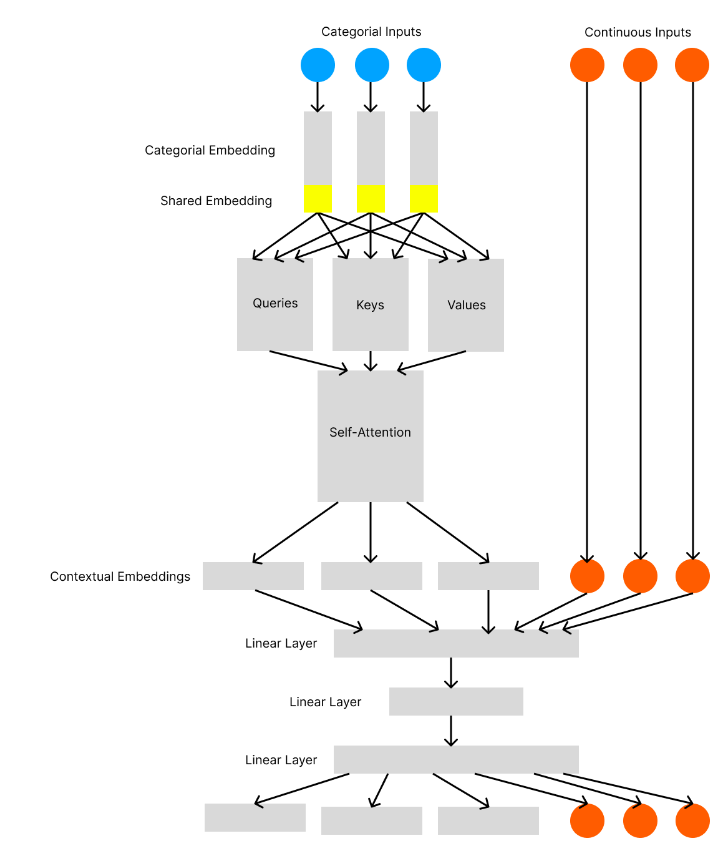 Categorial Inputs
Continuous Inputs
Categorial Embedding
Shared Embedding
Queries
Keys
Values
Self-Attention
Contextual Embeddings
Linear Layer
Linear Layer
Linear Layer